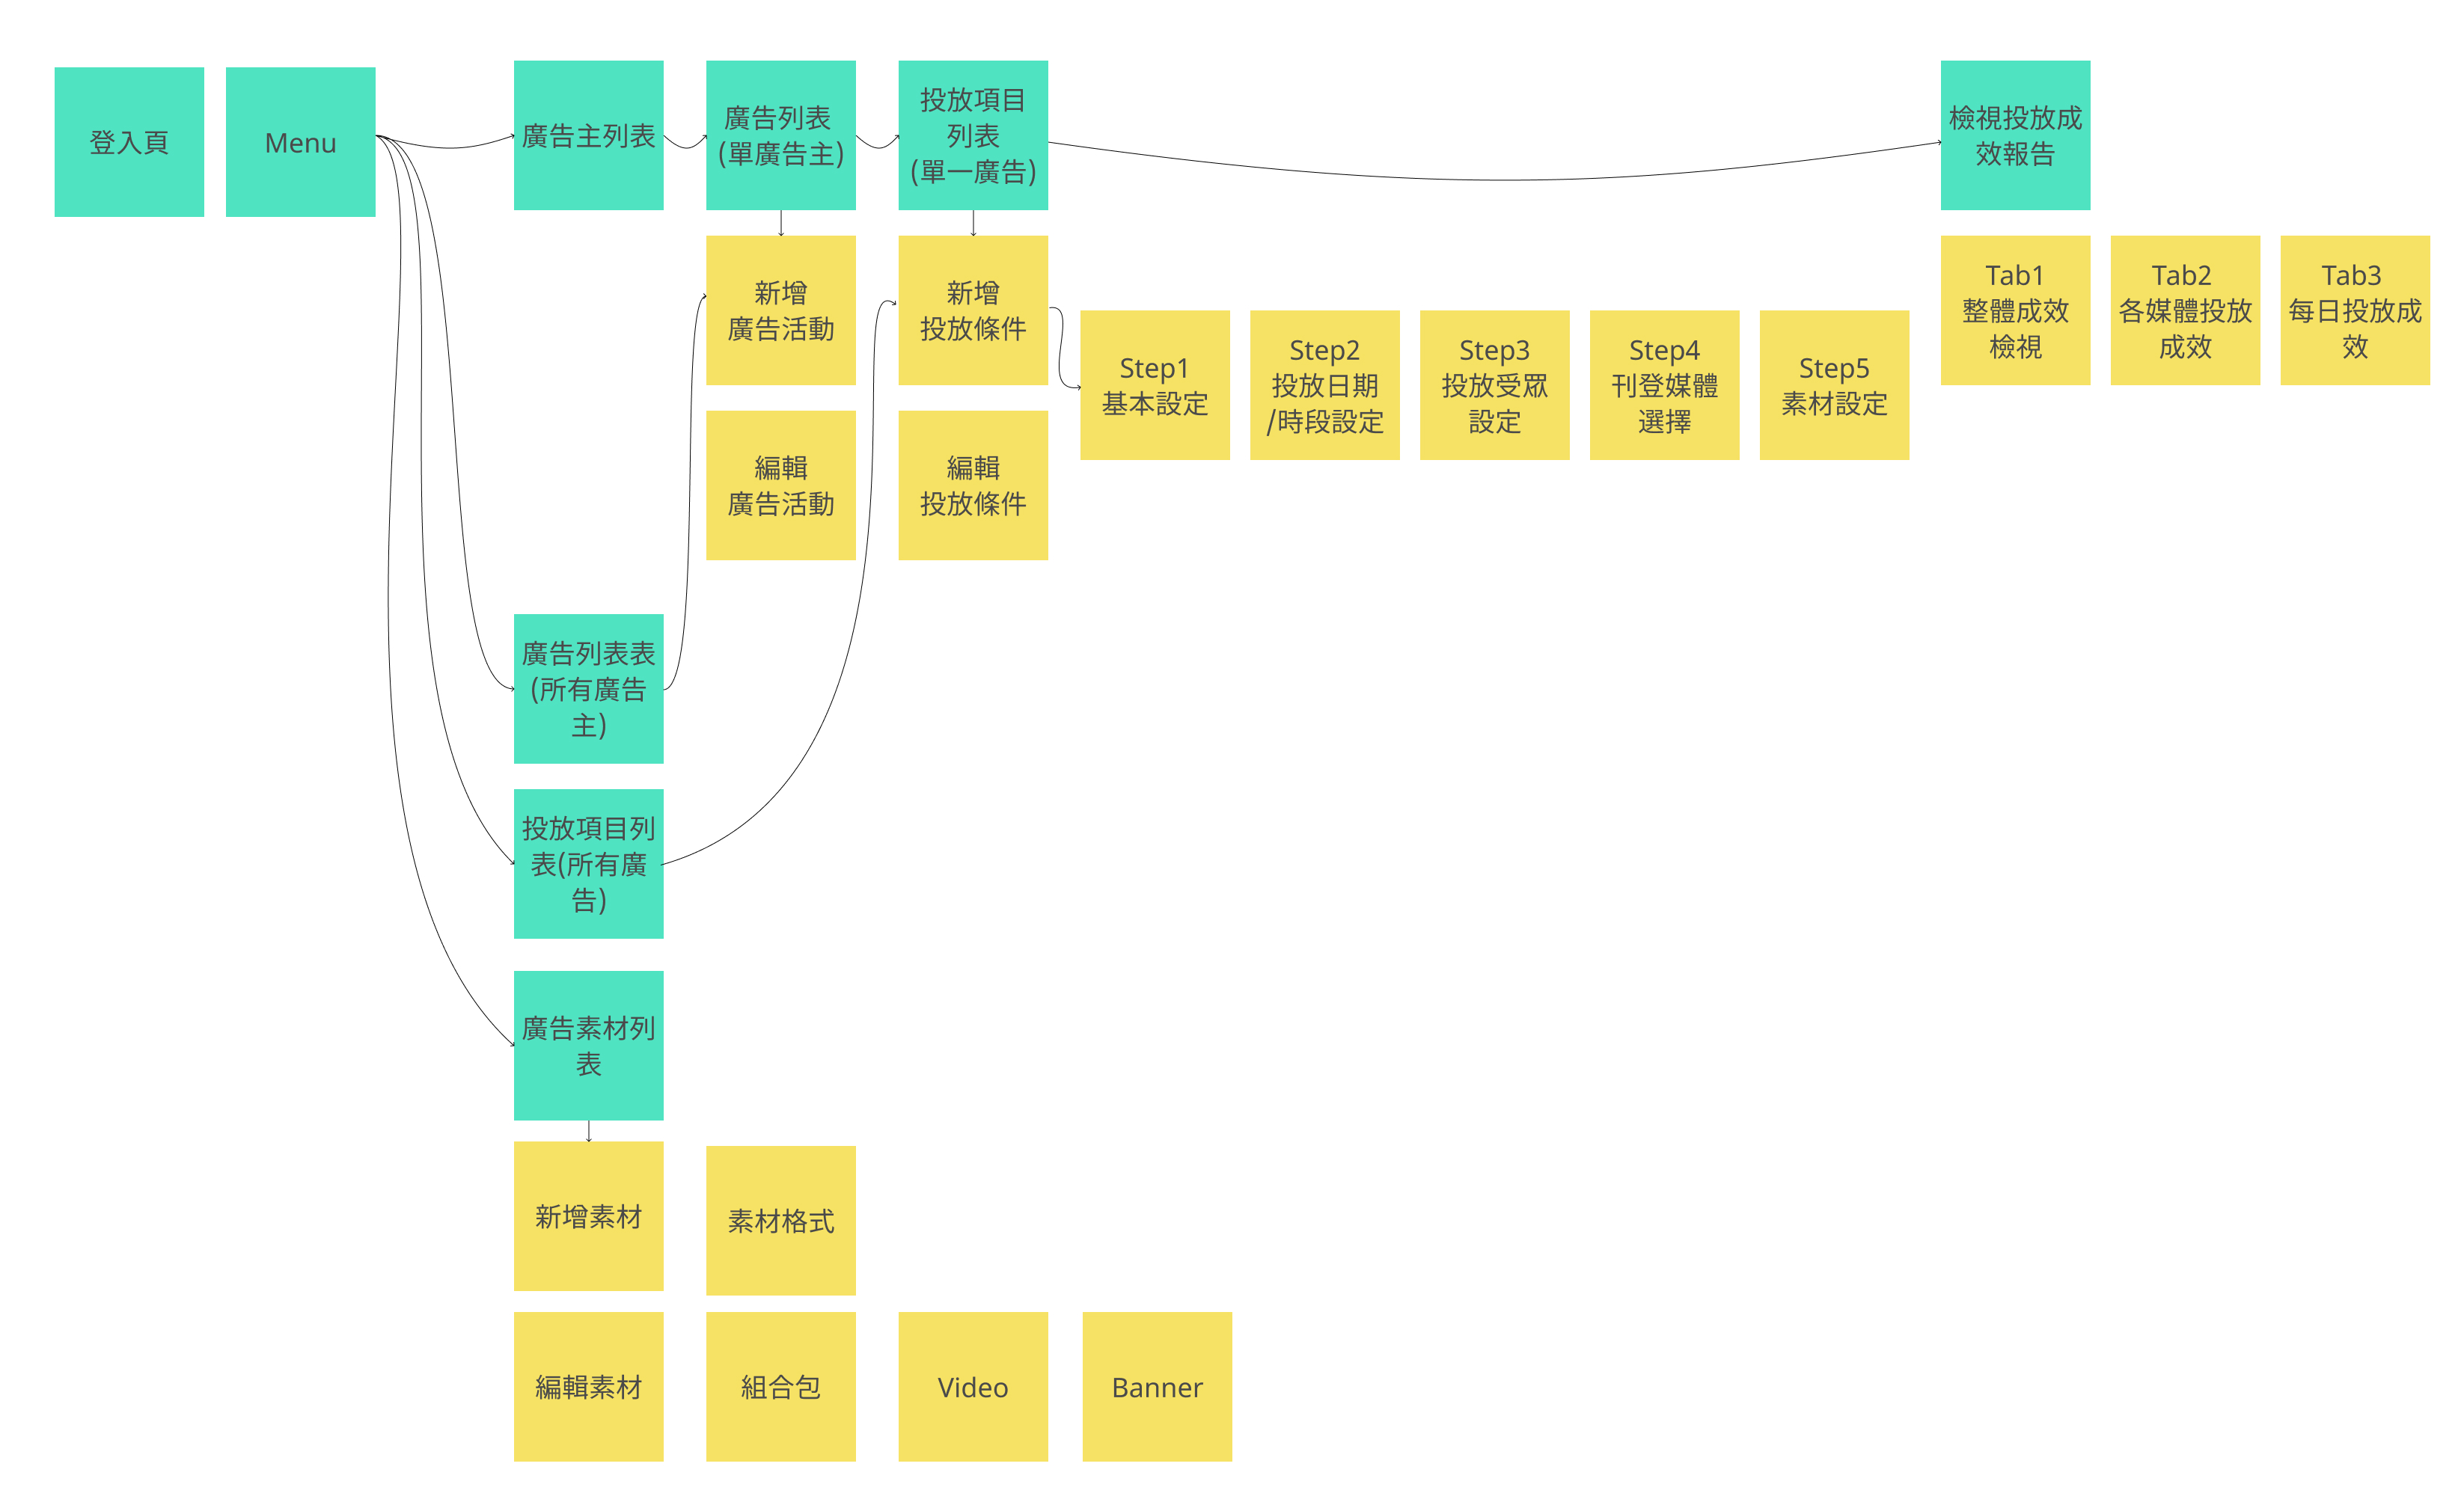 登入頁
Menu
廣告主列表
廣告列表
(單廣告主)
投放項目
列表
(單一廣告)
檢視投放成
效報告
新增
廣告活動
新增
投放條件
Step1
基本設定
Step2
投放日期
/時段設定
Step3
投放受眾
設定
Step4
刊登媒體
選擇
Step5
素材設定
Tab1
整體成效
檢視
Tab2
各媒體投放
成效
Tab3
每日投放成
效
編輯
廣告活動
編輯
投放條件
廣告列表表
(所有廣告
主)
投放項目列
表(所有廣
告)
廣告素材列
表
新增素材
素材格式
編輯素材
組合包
Video
Banner